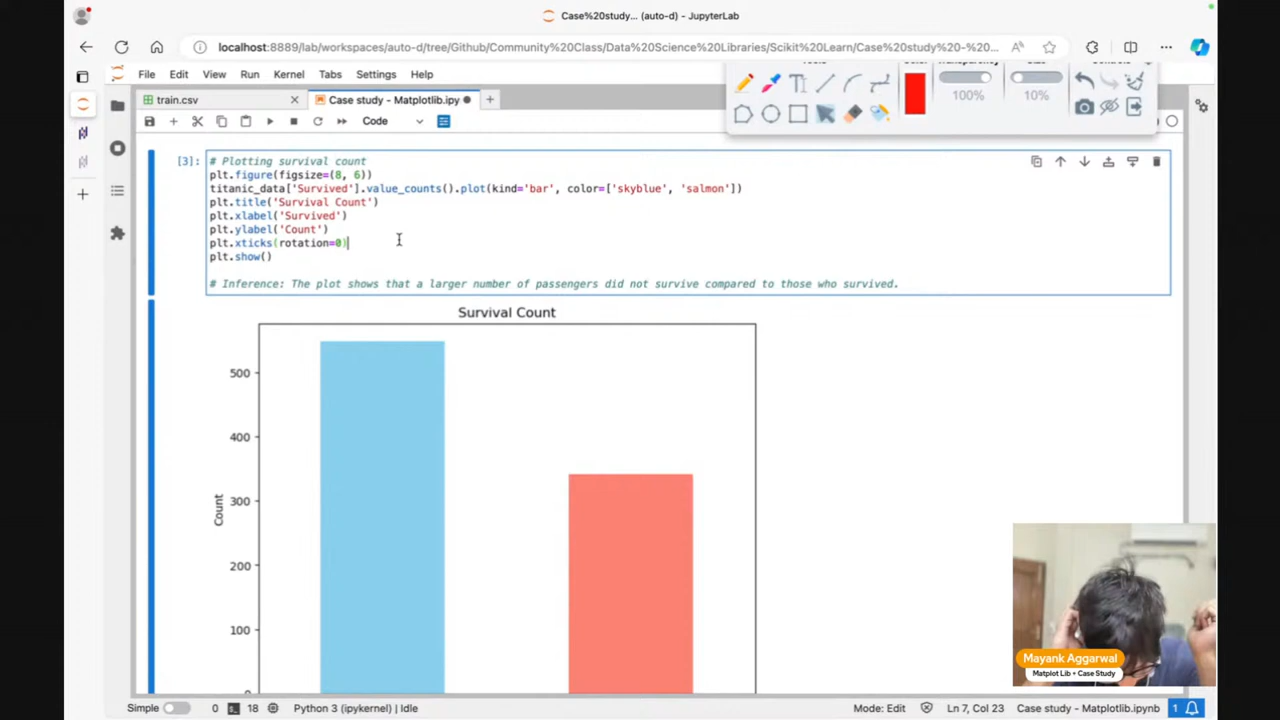 Case%20study... (auto-d) - JupyterLab
localhost:8889/lab/workspaces/auto-d/tree/Github/Community%20Class/Data%20Science%20Libraries/Scikit%20Learn/Case%20study%20-%20...
File Edit View Run Kernel Tabs Settings Help
100% 10%
train.csv
Case study - Matplotlib.ipy
Code
[3]:
# Plotting survival count
plt.figure(figsize=(8, 6))
titanic_data['Survived'].value_counts().plot(kind='bar', color=['skyblue', 'salmon'])
plt.title('Survival Count')
plt.xlabel('Survived')
plt.ylabel('Count')
plt.xticks(rotation=0)
plt.show()
# Inference: The plot shows that a larger number of passengers did not survive compared to those who survived.
Survival Count
500
400
300
200
100
Count
Mayank Aggarwal
Matplot Lib + Case Study
Simple 0 18 Python 3 (ipykernel) | Idle Mode: Edit Ln 7, Col 23 Case study - Matplotlib.ipynb 1